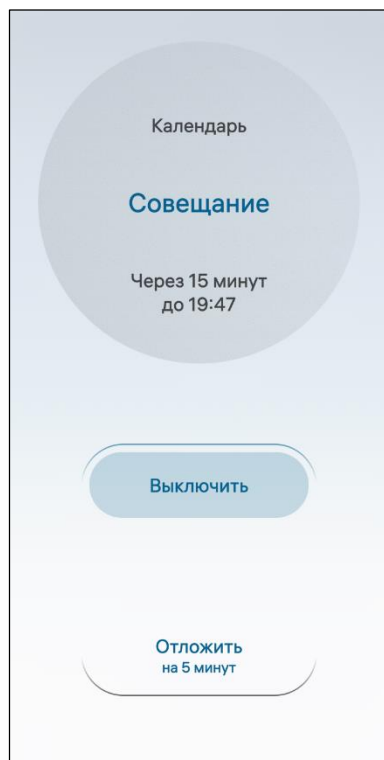 Календарь
Совещание
Через 15 минут
до 19:47
Выключить
Отложить
на 5 минут